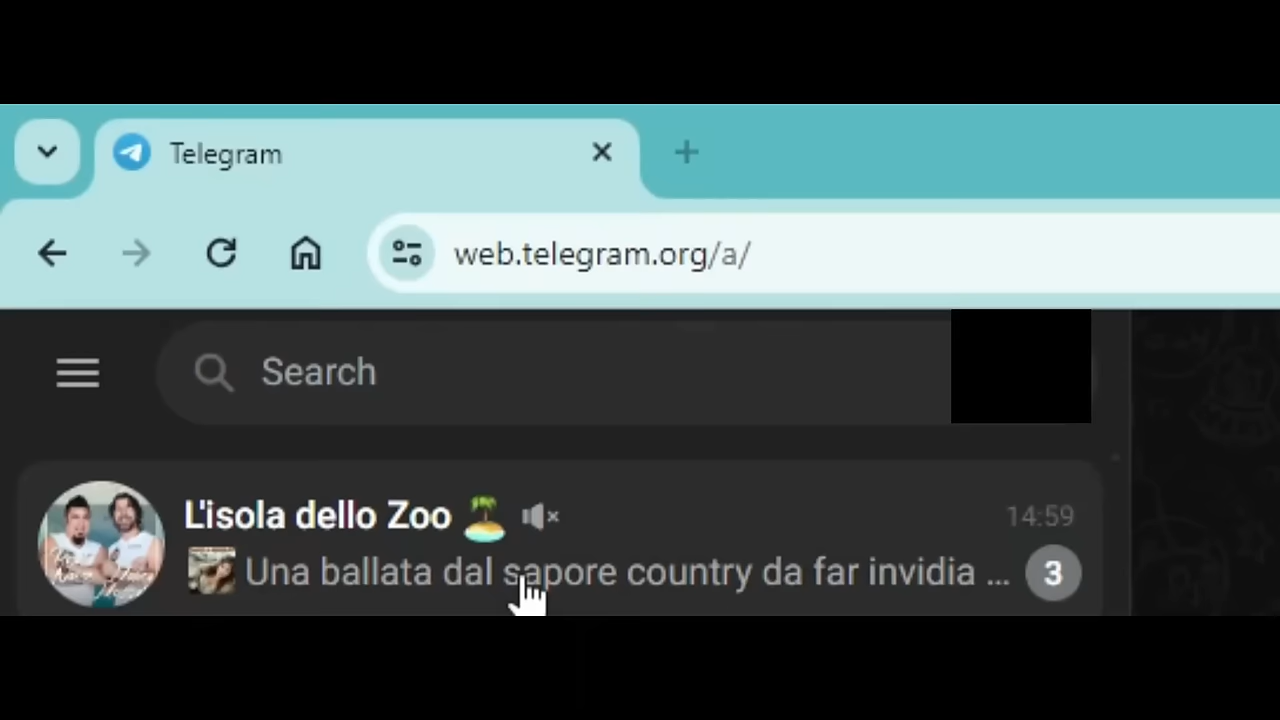 Telegram
web.telegram.org/a/
Search
L'isola dello Zoo 🏝️ 14:59
Una ballata dal sapore country da far invidia ... 3